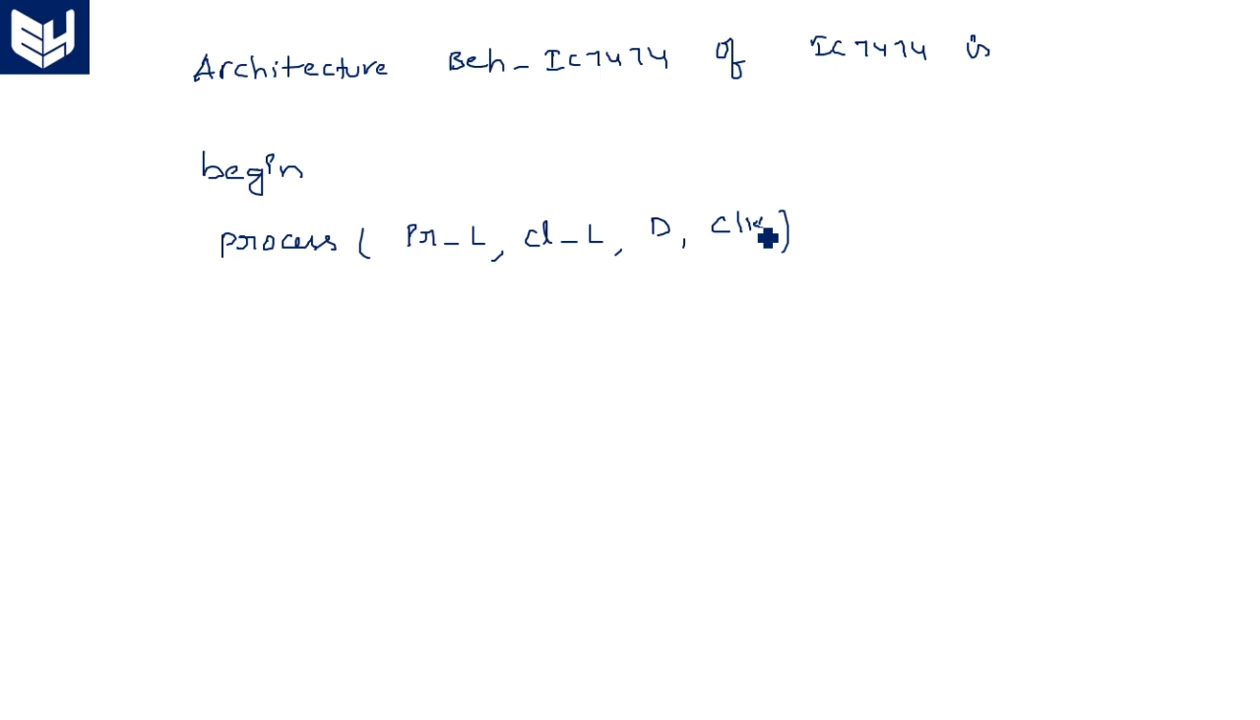 Architecture Beh_IC7474 of IC7474 is
begin
process ( Pr_L, Cl_L, D, Clk )